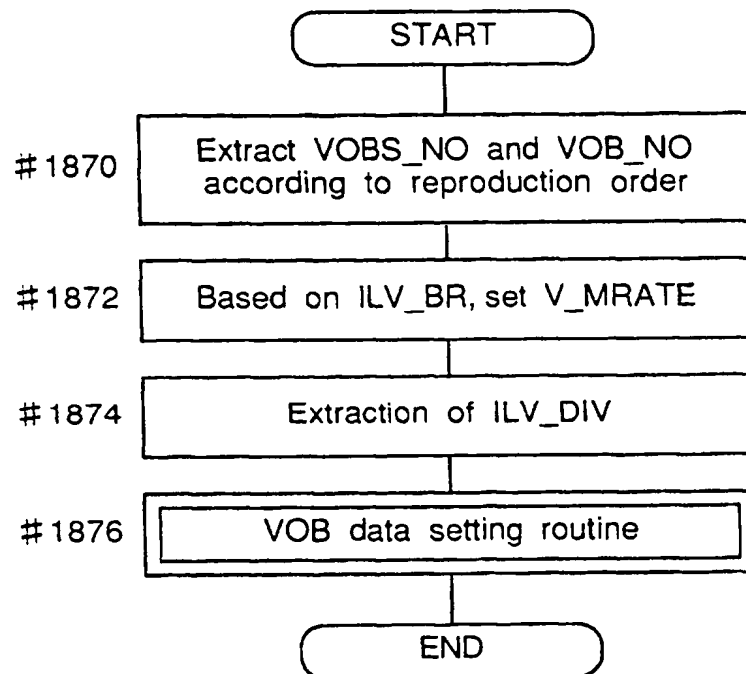 START
#1870
Extract VOBS_NO and VOB_NO
according to reproduction order
#1872
Based on ILV_BR, set V_MRATE
#1874
Extraction of ILV_DIV
#1876
VOB data setting routine
END